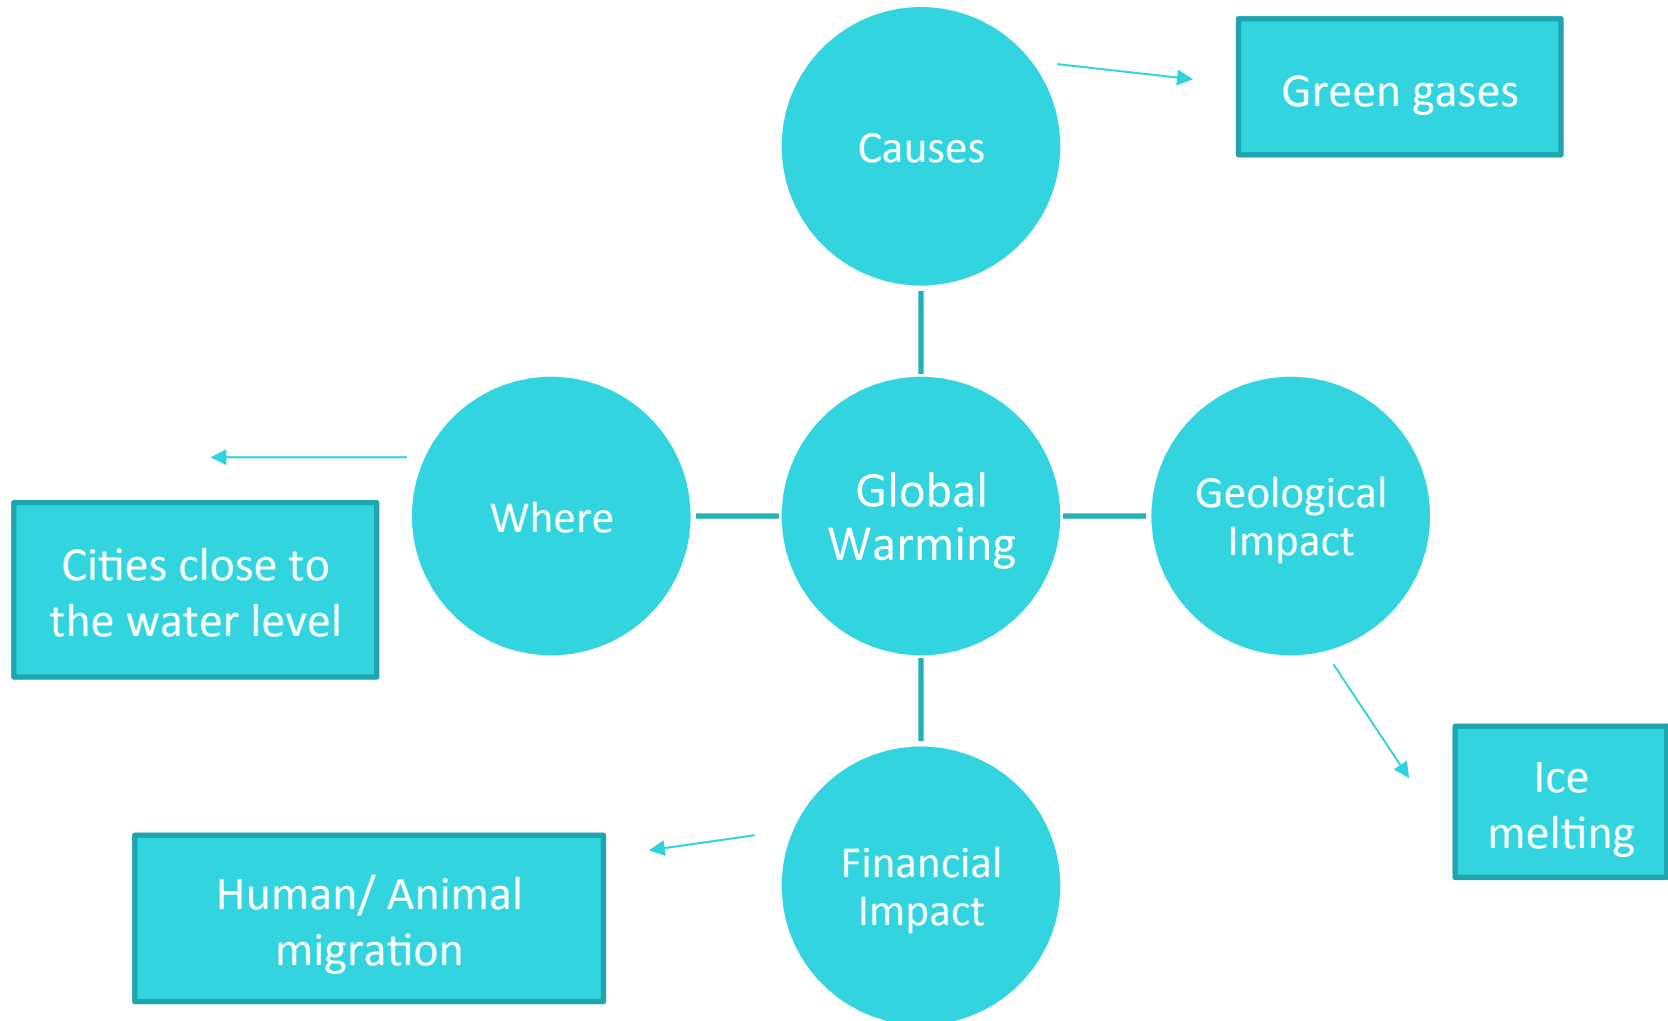 Causes
Green gases
Where
Global
Warming
Geological
Impact
Cities close to
the water level
Ice
melting
Financial
Impact
Human/ Animal
migration